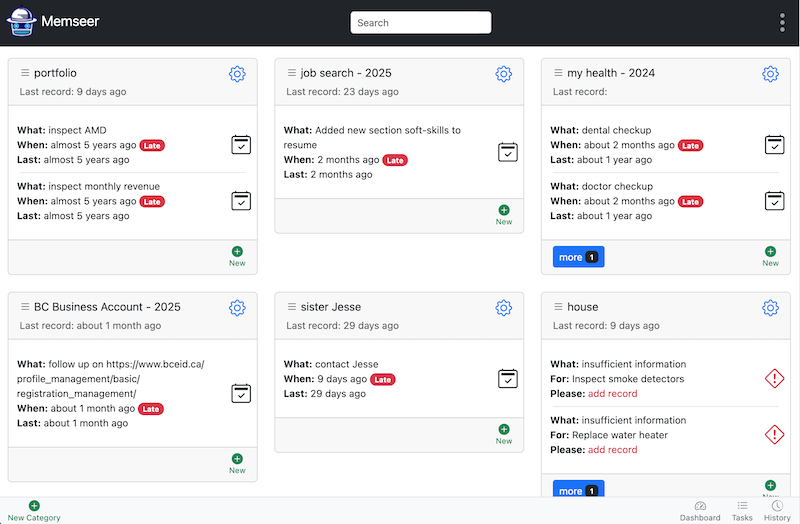 Memseer
Search
portfolio
Last record: 9 days ago
What: inspect AMD
When: almost 5 years ago Late
Last: almost 5 years ago
What: inspect monthly revenue
When: almost 5 years ago Late
Last: almost 5 years ago
New
job search - 2025
Last record: 23 days ago
What: Added new section soft-skills to
resume
When: 2 months ago Late
Last: 2 months ago
New
my health - 2024
Last record:
What: dental checkup
When: about 2 months ago Late
Last: about 1 year ago
What: doctor checkup
When: about 2 months ago Late
Last: about 1 year ago
more 1
New
BC Business Account - 2025
Last record: about 1 month ago
What: follow up on https://www.bceid.ca/
profile_management/basic/
registration_management/
When: about 1 month ago Late
Last: about 1 month ago
New
sister Jesse
Last record: 29 days ago
What: contact Jesse
When: 9 days ago Late
Last: 29 days ago
New
house
Last record: 9 days ago
What: insufficient information
For: Inspect smoke detectors
Please: add record
What: insufficient information
For: Replace water heater
Please: add record
more 1
New
New Category
Dashboard
Tasks
History